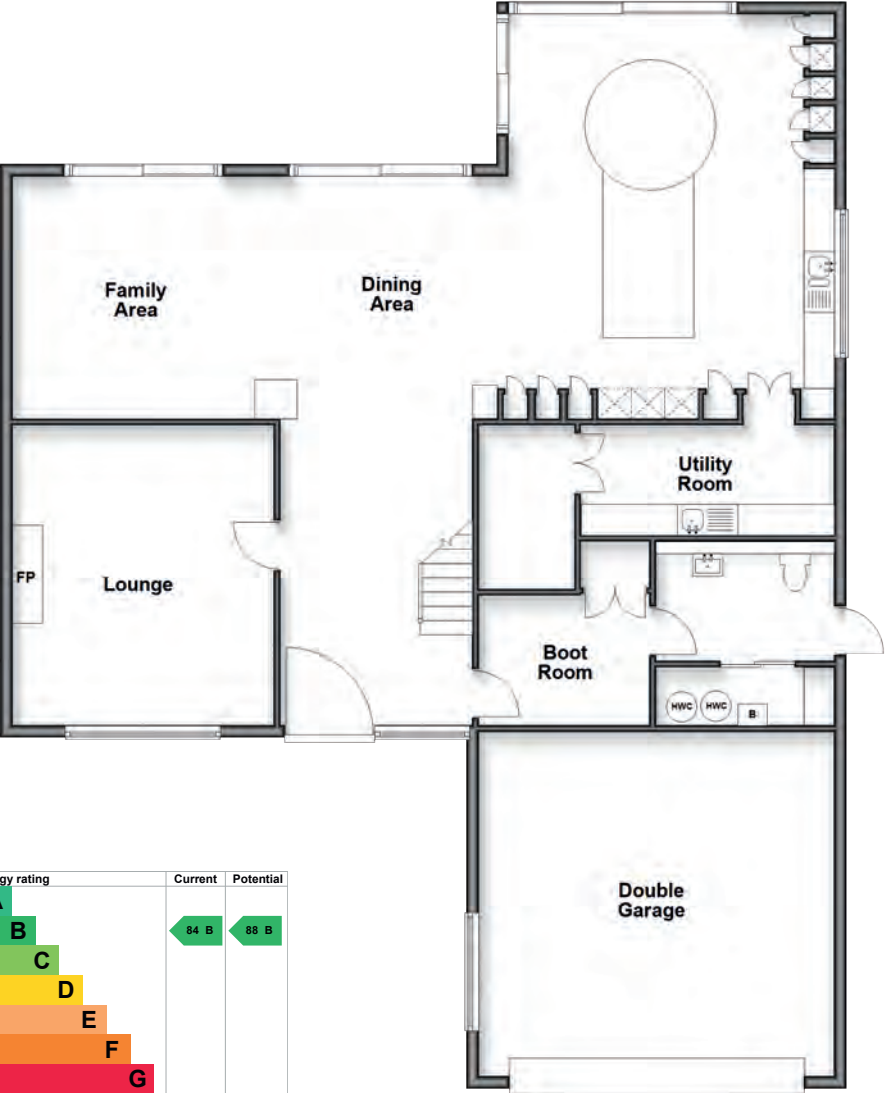 Family
Area
Dining
Area
Utility
Room
FP
Lounge
Boot
Room
HWC
HWC
B
Double
Garage
gy rating
Current
Potential
B
84 B
88 B
C
D
E
F
G